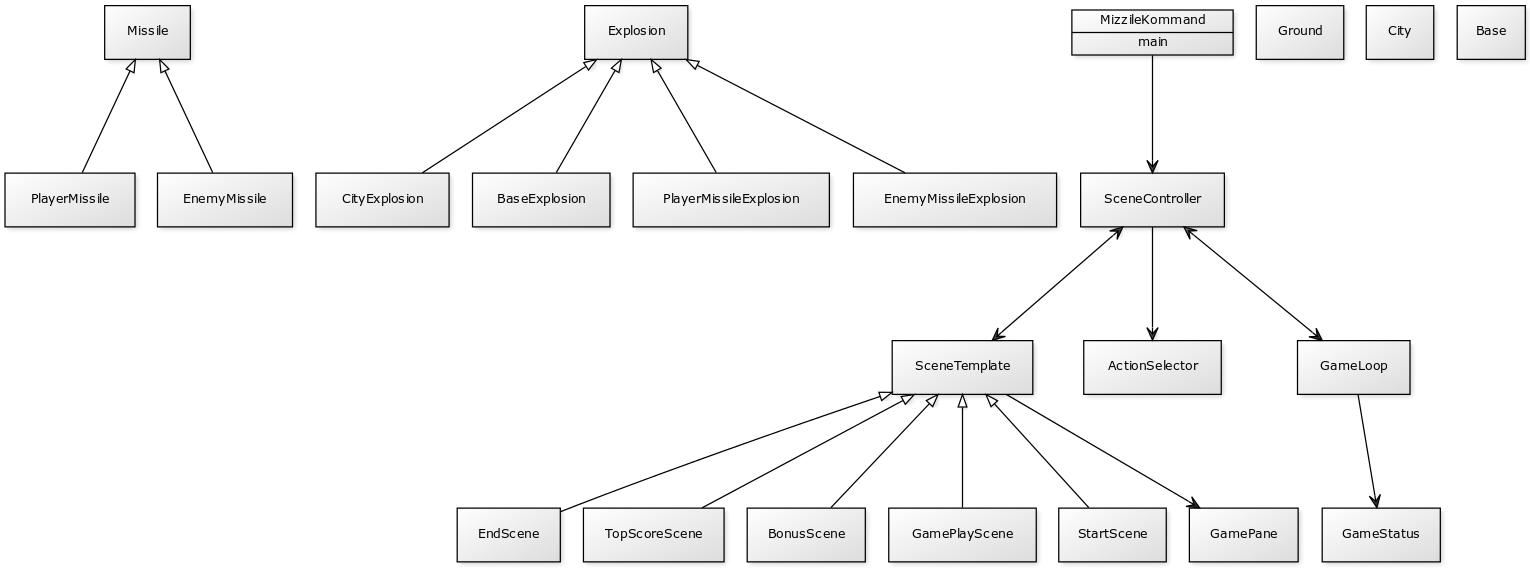 Missile
Explosion
MizzileKommand
main
Ground
City
Base
PlayerMissile
EnemyMissile
CityExplosion
BaseExplosion
PlayerMissileExplosion
EnemyMissileExplosion
SceneController
SceneTemplate
ActionSelector
GameLoop
EndScene
TopScoreScene
BonusScene
GamePlayScene
StartScene
GamePane
GameStatus